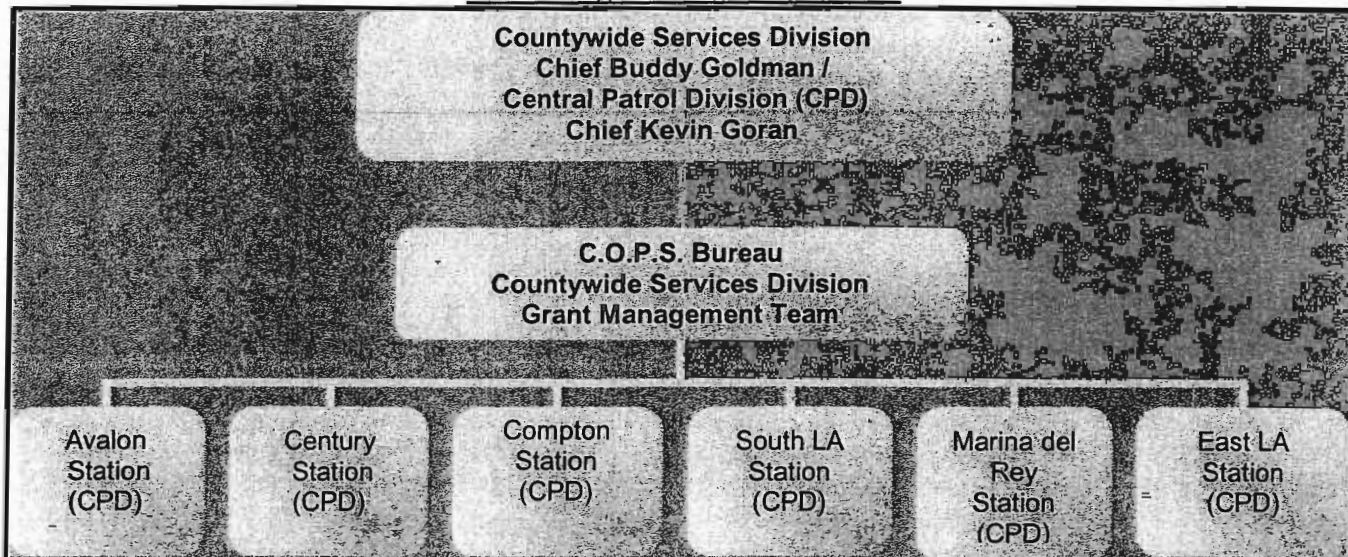 Countywide Services Division
Chief Buddy Goldman /
Central Patrol Division (CPD)
Chief Kevin Goran
C.O.P.S. Bureau
Countywide Services Division
Grant Management Team
Avalon
Station
(CPD)
Century
Station
(CPD)
Compton
Station
(CPD)
South LA
Station
(CPD)
Marina del
Rey
Station
(CPD)
East LA
Station
(CPD)